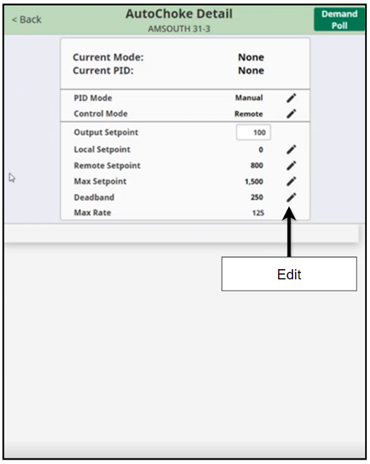 < Back
AutoChoke Detail
AMSOUTH 31-3
Demand
Poll
Current Mode: None
Current PID: None
PID Mode Manual
Control Mode Remote
Output Setpoint 100
Local Setpoint 0
Remote Setpoint 800
Max Setpoint 1,500
Deadband 250
Max Rate 125
Edit